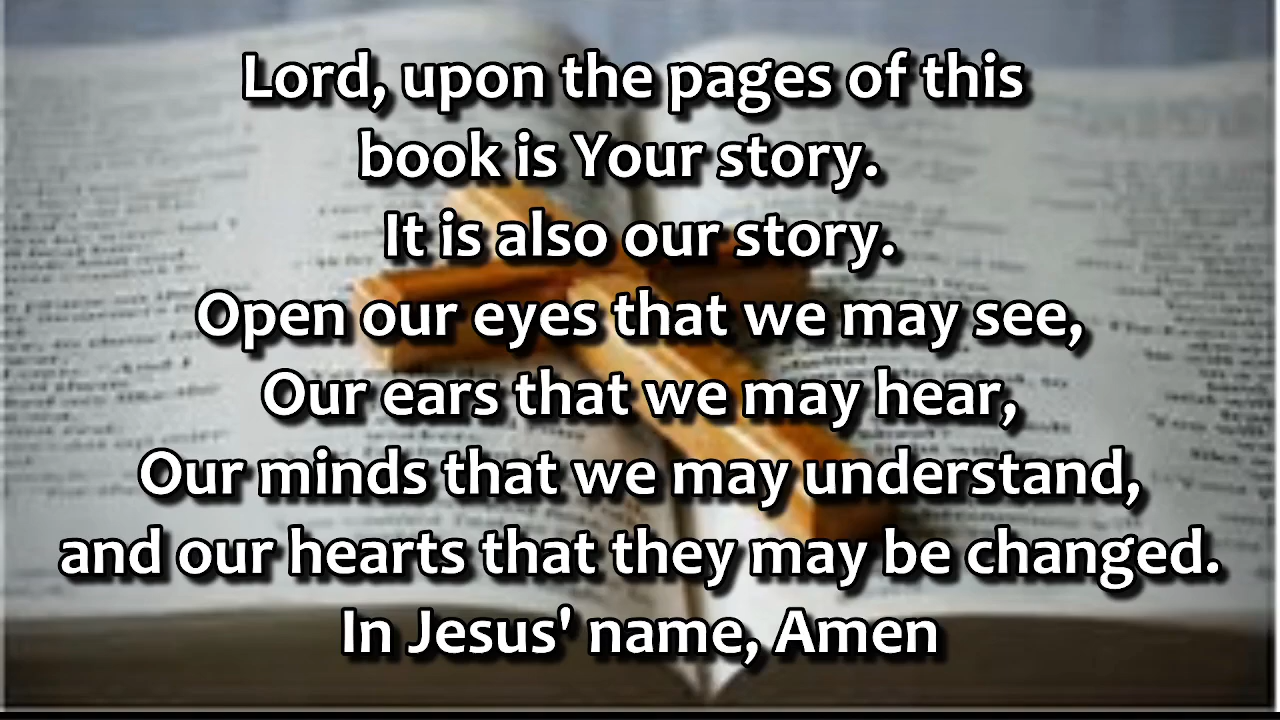 Lord, upon the pages of this
book is Your story.
It is also our story.
Open our eyes that we may see,
Our ears that we may hear,
Our minds that we may understand,
and our hearts that they may be changed.
In Jesus' name, Amen